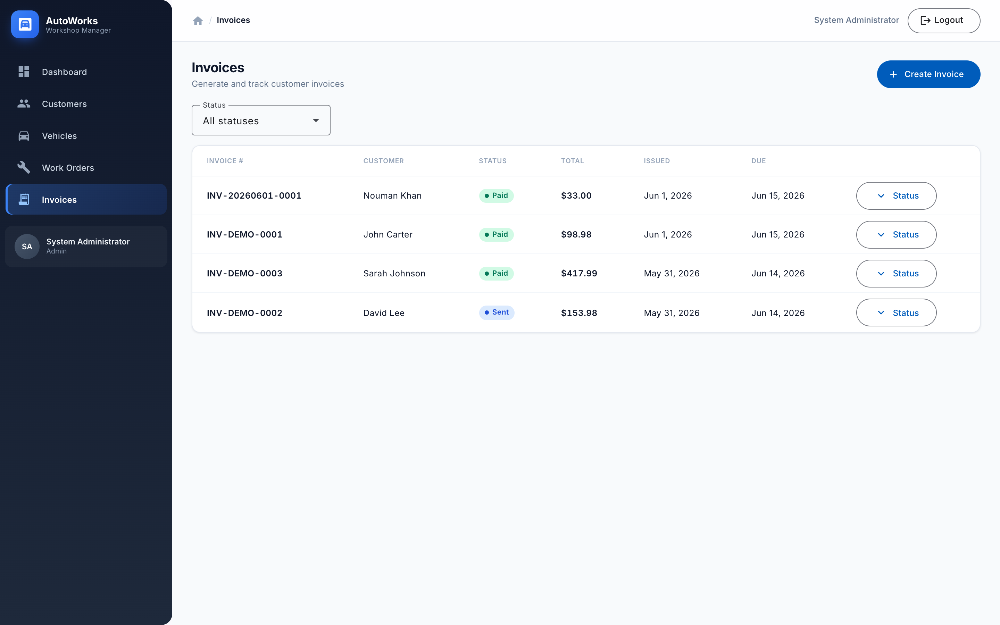 AutoWorks
Workshop Manager
Dashboard
Customers
Vehicles
Work Orders
Invoices
SA
System Administrator
Admin
/ Invoices
System Administrator
Logout
Invoices
Generate and track customer invoices
+ Create Invoice
Status
All statuses
INVOICE # CUSTOMER STATUS TOTAL ISSUED DUE
INV-20260601-0001 Nouman Khan Paid $33.00 Jun 1, 2026 Jun 15, 2026 Status
INV-DEMO-0001 John Carter Paid $98.98 Jun 1, 2026 Jun 15, 2026 Status
INV-DEMO-0003 Sarah Johnson Paid $417.99 May 31, 2026 Jun 14, 2026 Status
INV-DEMO-0002 David Lee Sent $153.98 May 31, 2026 Jun 14, 2026 Status